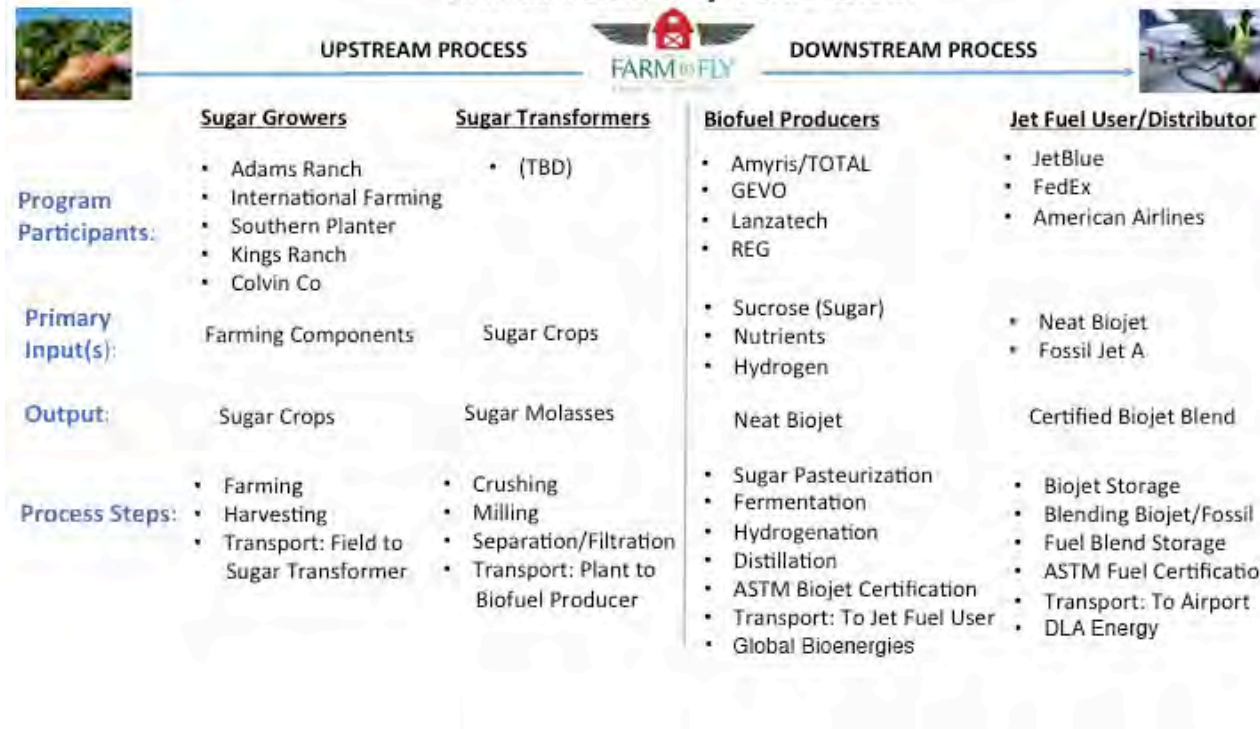 UPSTREAM PROCESS
FARM to FLY
DOWNSTREAM PROCESS
Sugar Growers
Sugar Transformers
Biofuel Producers
Jet Fuel User/Distributor
Program
Participants:
• Adams Ranch
• International Farming
• Southern Planter
• Kings Ranch
• Colvin Co
• (TBD)
• Amyris/TOTAL
• GEVO
• Lanzatech
• REG
• JetBlue
• FedEx
• American Airlines
Primary
Input(s):
Farming Components
Sugar Crops
• Sucrose (Sugar)
• Nutrients
• Hydrogen
• Neat Biojet
• Fossil Jet A
Output:
Sugar Crops
Sugar Molasses
Neat Biojet
Certified Biojet Blend
Process Steps:
• Farming
• Harvesting
• Transport: Field to
Sugar Transformer
• Crushing
• Milling
• Separation/Filtration
• Transport: Plant to
Biofuel Producer
• Sugar Pasteurization
• Fermentation
• Hydrogenation
• Distillation
• ASTM Biojet Certification
• Transport: To Jet Fuel User
• Global Bioenergies
• Biojet Storage
• Blending Biojet/Fossil
• Fuel Blend Storage
• ASTM Fuel Certificatio
• Transport: To Airport
• DLA Energy